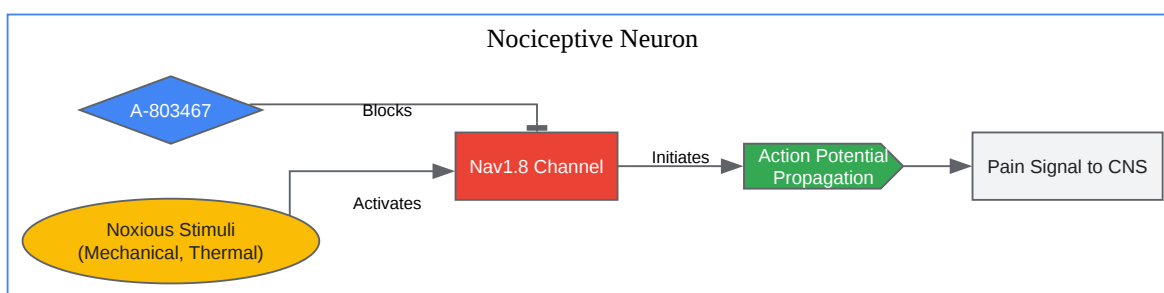 Nociceptive Neuron
A-803467
Blocks
Nav1.8 Channel
Initiates
Action Potential
Propagation
Pain Signal to CNS
Activates
Noxious Stimuli
(Mechanical, Thermal)